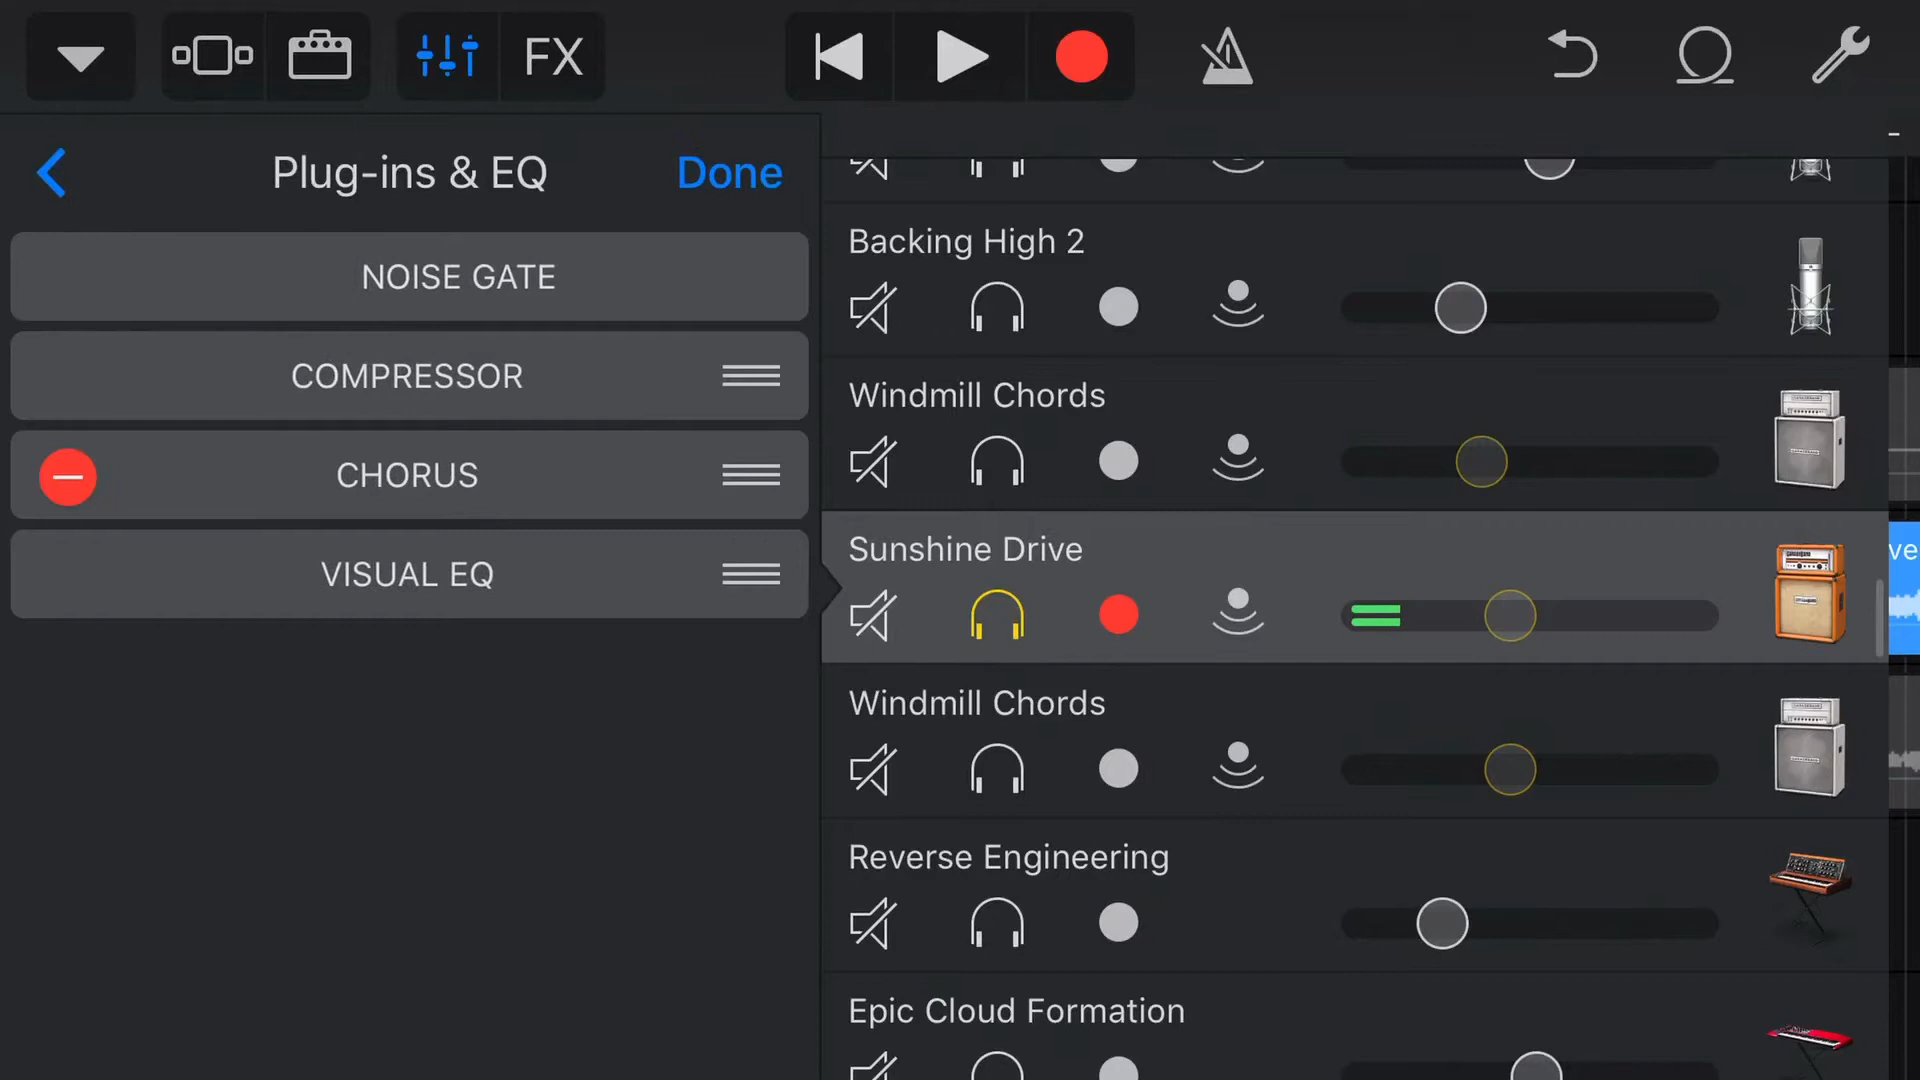 FX
Plug-ins & EQ
Done
NOISE GATE
COMPRESSOR
CHORUS
VISUAL EQ
Backing High 2
Windmill Chords
Sunshine Drive
ve
Windmill Chords
Reverse Engineering
Epic Cloud Formation